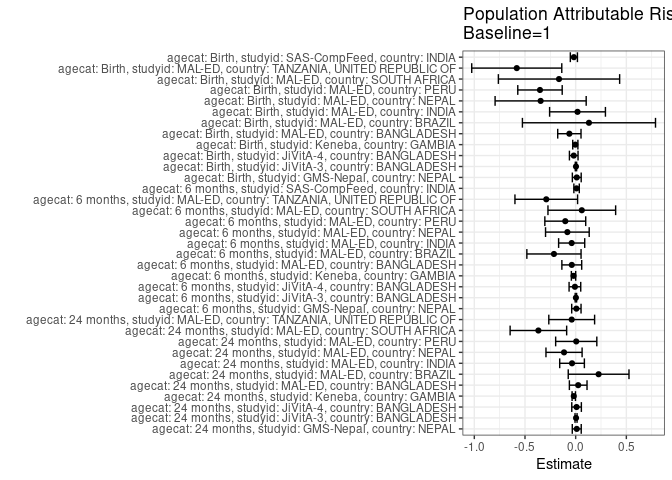 Population Attributable Ris
Baseline=1
agecat: Birth, studyid: SAS-CompFeed, country: INDIA
agecat: Birth, studyid: MAL-ED, country: TANZANIA, UNITED REPUBLIC OF
agecat: Birth, studyid: MAL-ED, country: SOUTH AFRICA
agecat: Birth, studyid: MAL-ED, country: PERU
agecat: Birth, studyid: MAL-ED, country: NEPAL
agecat: Birth, studyid: MAL-ED, country: INDIA
agecat: Birth, studyid: MAL-ED, country: BRAZIL
agecat: Birth, studyid: MAL-ED, country: BANGLADESH
agecat: Birth, studyid: Keneba, country: GAMBIA
agecat: Birth, studyid: JiVitA-4, country: BANGLADESH
agecat: Birth, studyid: JiVitA-3, country: BANGLADESH
agecat: Birth, studyid: GMS-Nepal, country: NEPAL
agecat: 6 months, studyid: SAS-CompFeed, country: INDIA
agecat: 6 months, studyid: MAL-ED, country: TANZANIA, UNITED REPUBLIC OF
agecat: 6 months, studyid: MAL-ED, country: SOUTH AFRICA
agecat: 6 months, studyid: MAL-ED, country: PERU
agecat: 6 months, studyid: MAL-ED, country: NEPAL
agecat: 6 months, studyid: MAL-ED, country: INDIA
agecat: 6 months, studyid: MAL-ED, country: BRAZIL
agecat: 6 months, studyid: MAL-ED, country: BANGLADESH
agecat: 6 months, studyid: Keneba, country: GAMBIA
agecat: 6 months, studyid: JiVitA-4, country: BANGLADESH
agecat: 6 months, studyid: JiVitA-3, country: BANGLADESH
agecat: 6 months, studyid: GMS-Nepal, country: NEPAL
agecat: 24 months, studyid: MAL-ED, country: TANZANIA, UNITED REPUBLIC OF
agecat: 24 months, studyid: MAL-ED, country: SOUTH AFRICA
agecat: 24 months, studyid: MAL-ED, country: PERU
agecat: 24 months, studyid: MAL-ED, country: NEPAL
agecat: 24 months, studyid: MAL-ED, country: INDIA
agecat: 24 months, studyid: MAL-ED, country: BRAZIL
agecat: 24 months, studyid: MAL-ED, country: BANGLADESH
agecat: 24 months, studyid: Keneba, country: GAMBIA
agecat: 24 months, studyid: JiVitA-4, country: BANGLADESH
agecat: 24 months, studyid: JiVitA-3, country: BANGLADESH
agecat: 24 months, studyid: GMS-Nepal, country: NEPAL
-1.0 -0.5 0.0 0.5
Estimate